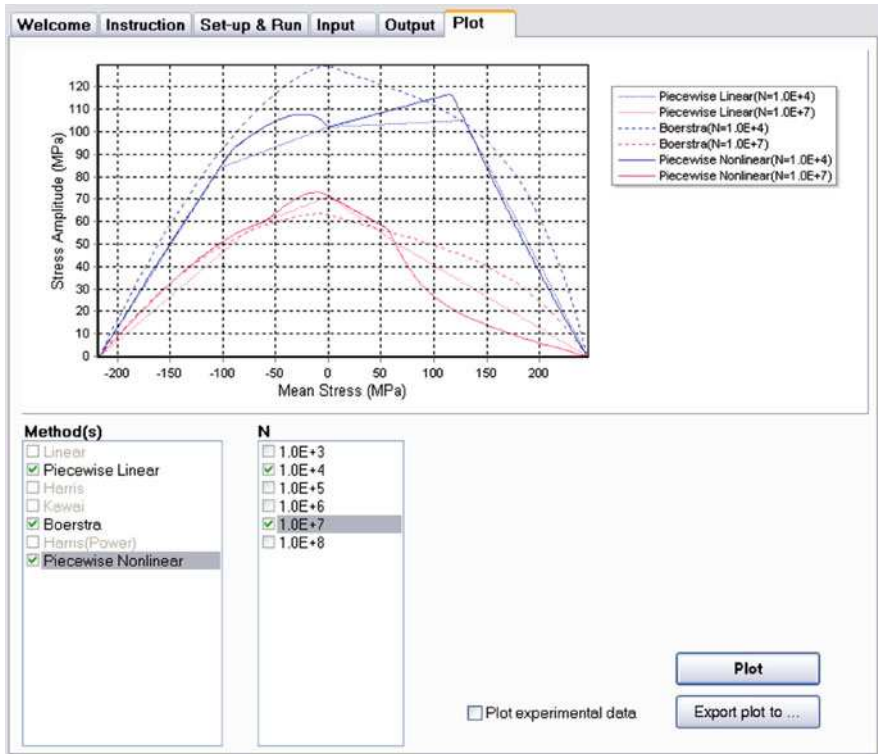 Welcome Instruction Set-up & Run Input Output Plot
120
110
100
90
80
70
60
50
40
30
20
10
0
Stress Amplitude (MPa)
-200 -150 -100 -50 0 50 100 150 200
Mean Stress (MPa)
Piecewise Linear(N=1.0E+4)
Piecewise Linear(N=1.0E+7)
Boerstra(N=1.0E+4)
Boerstra(N=1.0E+7)
Piecewise Nonlinear(N=1.0E+4)
Piecewise Nonlinear(N=1.0E+7)
Method(s)
Linear
Piecewise Linear
Harris
Kawai
Boerstra
Harris(Power)
Piecewise Nonlinear
N
1.0E+3
1.0E+4
1.0E+5
1.0E+6
1.0E+7
1.0E+8
Plot
Plot experimental data
Export plot to ...